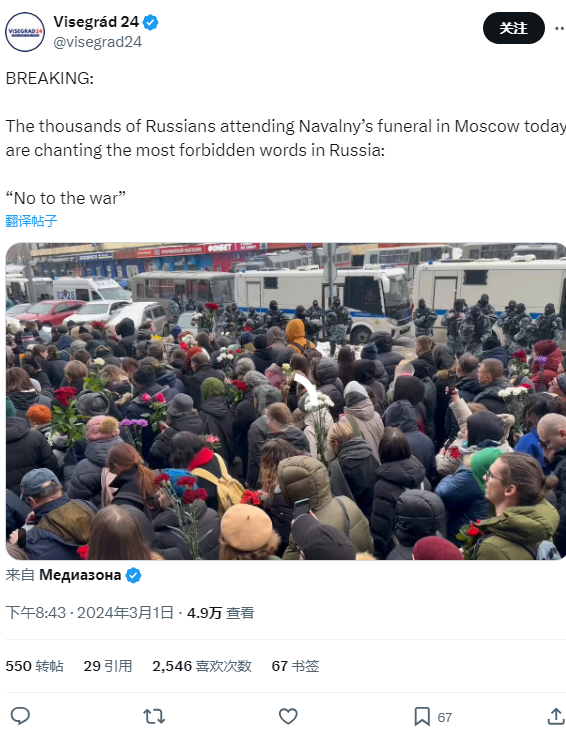 Visegrád 24
@visegrad24
关注
VISEGRAD24
BREAKING:
The thousands of Russians attending Navalny’s funeral in Moscow today
are chanting the most forbidden words in Russia:
“No to the war”
翻译帖子
ФОНБЕТ
来自 Медиазона
下午8:43 · 2024年3月1日 · 4.9万 查看
550 转帖 29 引用 2,546 喜欢次数 67 书签
67